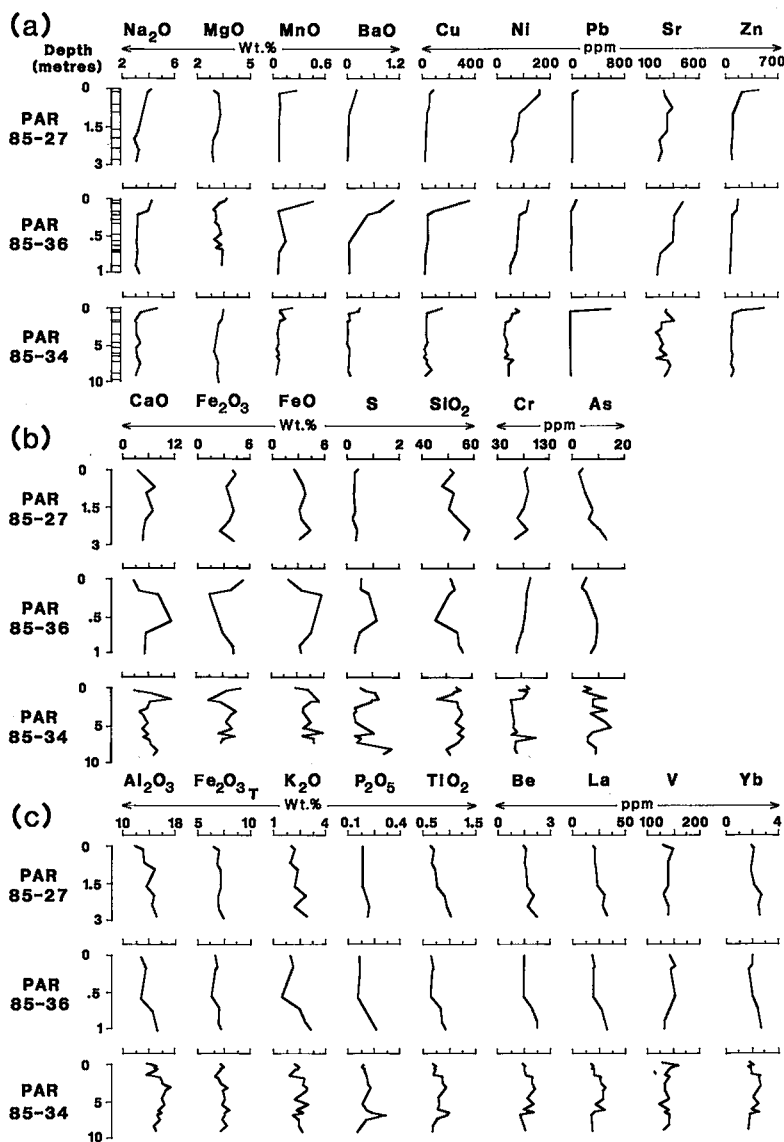 (a)
Na2O MgO MnO BaO Cu Ni Pb Sr Zn
Depth (metres)
Wt.% ppm
2 6 2 6 0 0.6 0 1.2 0 400 0 200 0 800 100 600 0 700
PAR 85-27
0
1.5
3
PAR 85-36
0
.5
1
PAR 85-34
0
5
10
(b)
CaO Fe2O3 FeO S SiO2 Cr As
Wt.% ppm
0 12 0 6 0 6 0 2 40 60 30 130 0 20
PAR 85-27
0
1.5
3
PAR 85-36
0
.5
1
PAR 85-34
0
5
10
(c)
Al2O3 Fe2O3T K2O P2O5 TiO2 Be La V Yb
Wt.% ppm
10 18 5 10 1 4 0.1 0.4 0.5 1.5 0 3 0 50 100 200 0 4
PAR 85-27
0
1.5
3
PAR 85-36
0
.5
1
PAR 85-34
0
5
10